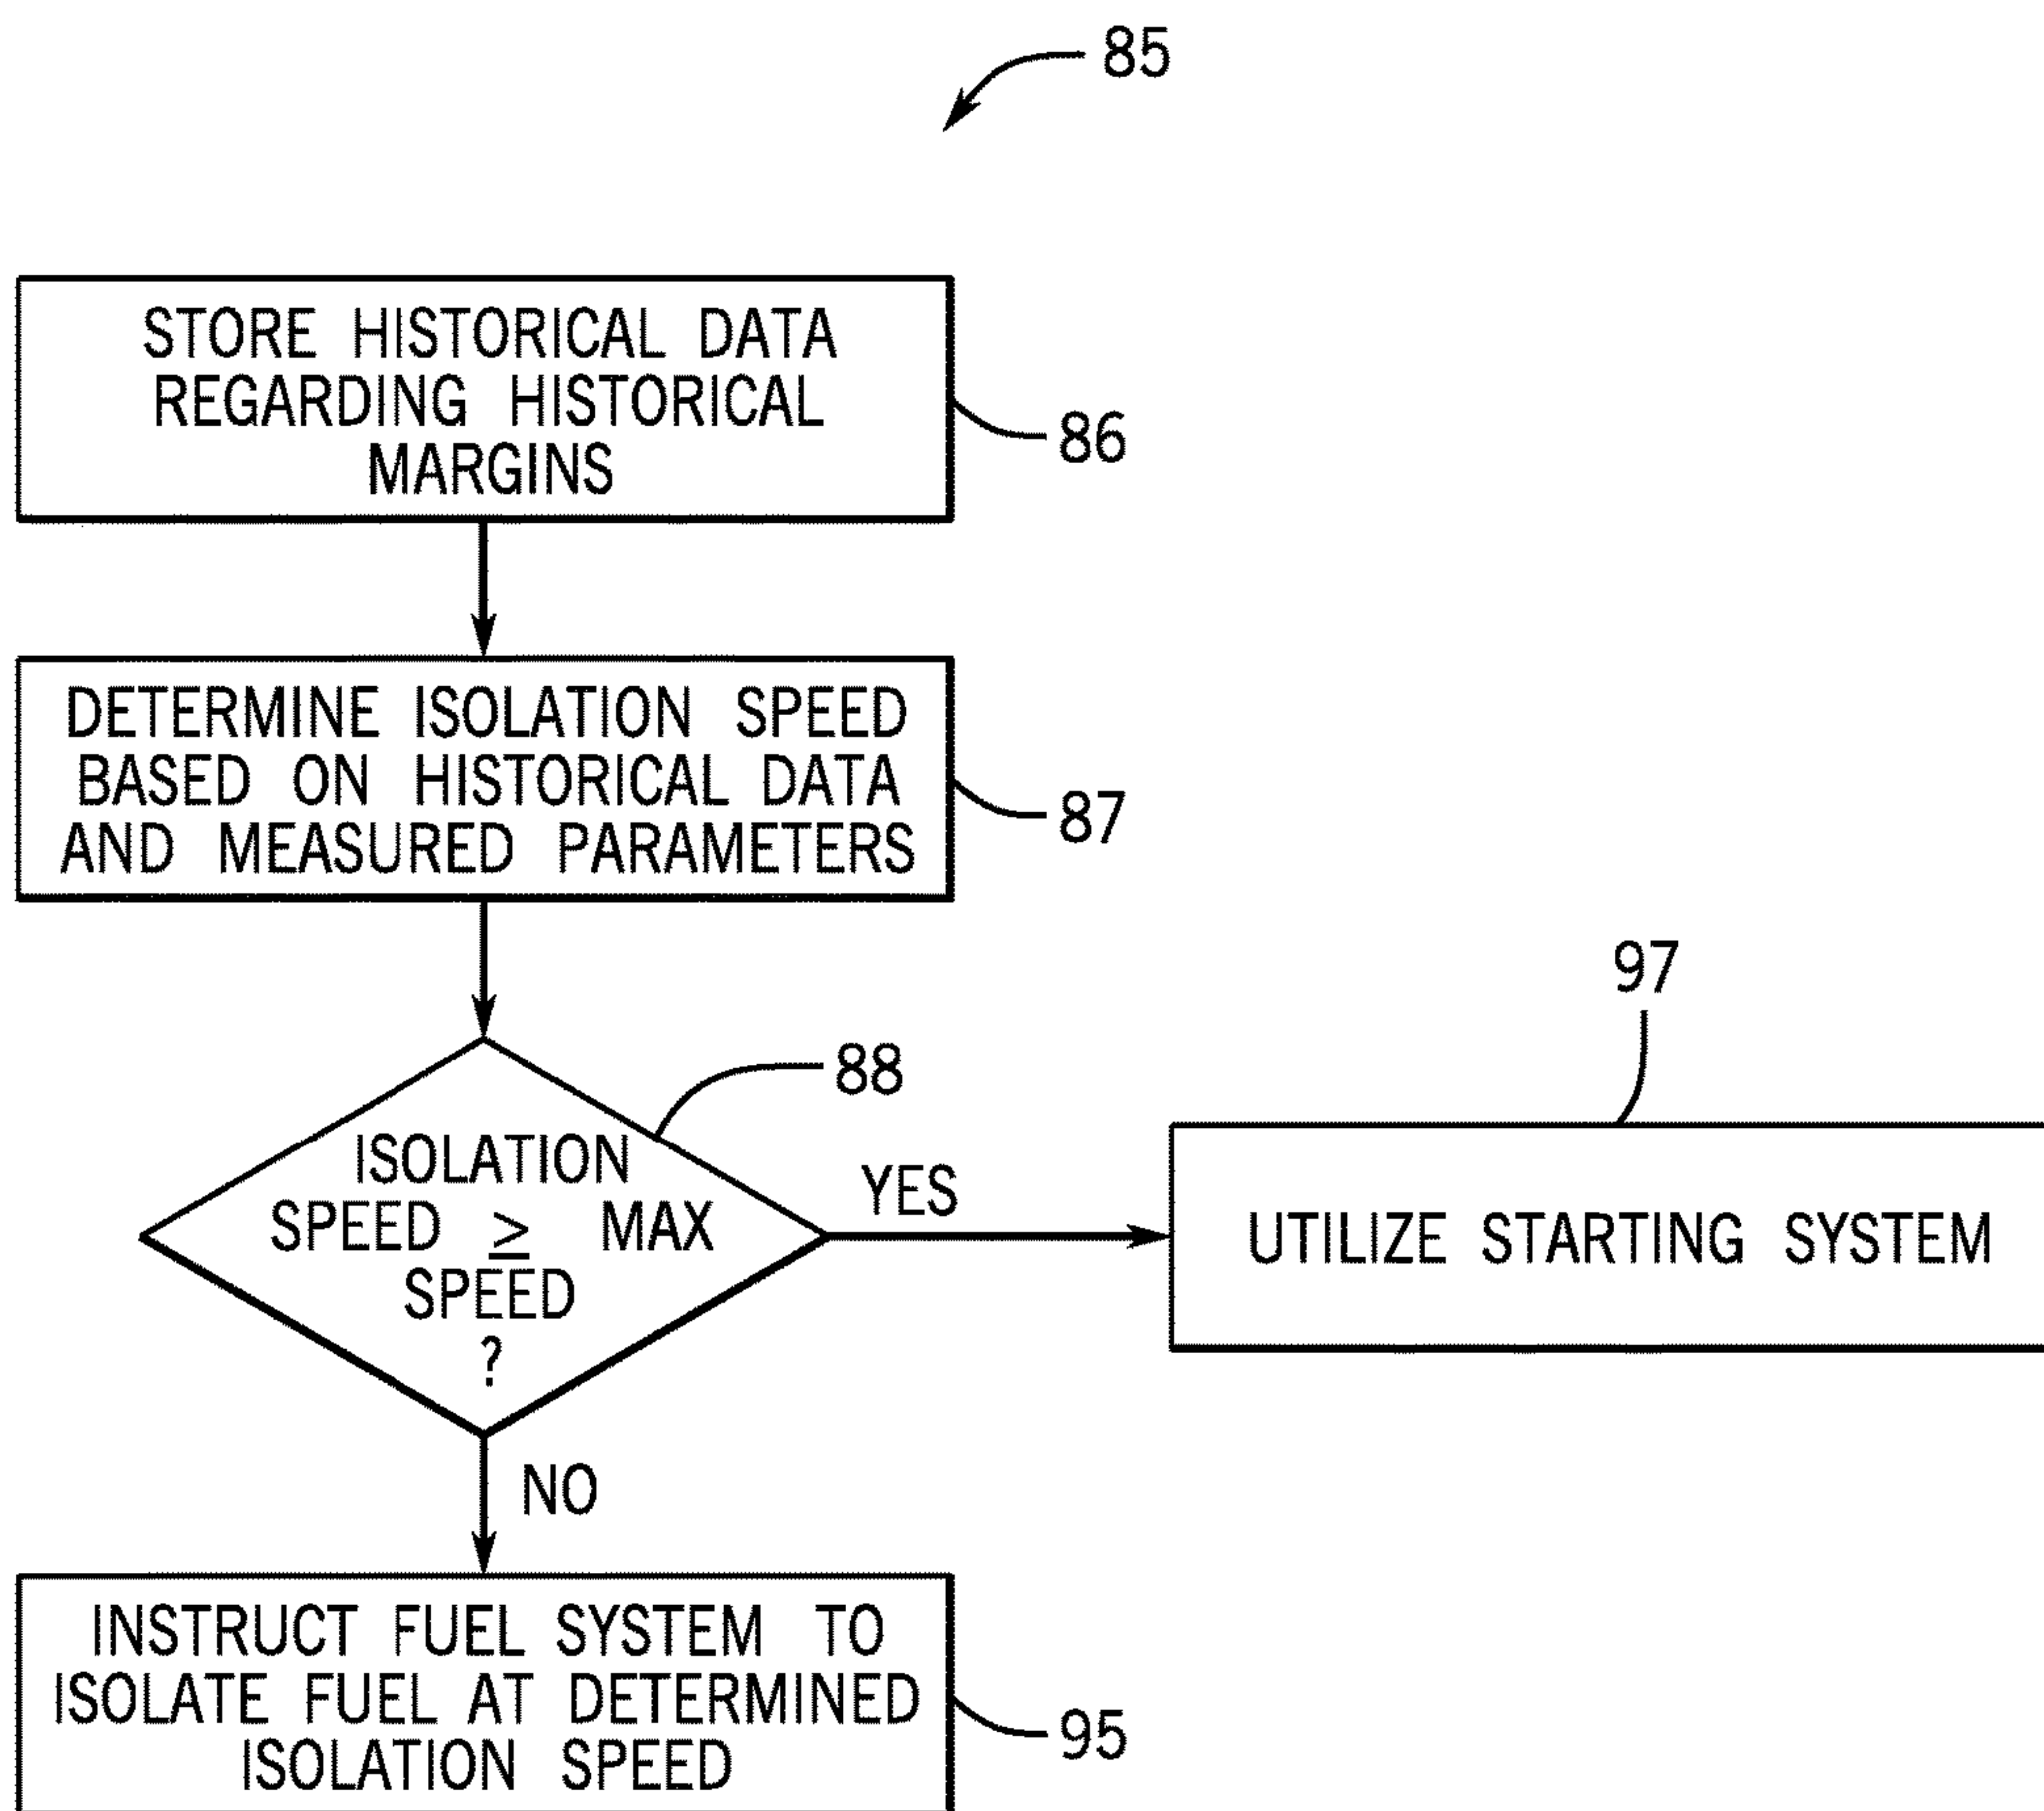 85
STORE HISTORICAL DATA
REGARDING HISTORICAL
MARGINS
86
DETERMINE ISOLATION SPEED
BASED ON HISTORICAL DATA
AND MEASURED PARAMETERS
87
88
ISOLATION
SPEED ≥ MAX
SPEED
?
YES
97
UTILIZE STARTING SYSTEM
NO
INSTRUCT FUEL SYSTEM TO
ISOLATE FUEL AT DETERMINED
ISOLATION SPEED
95